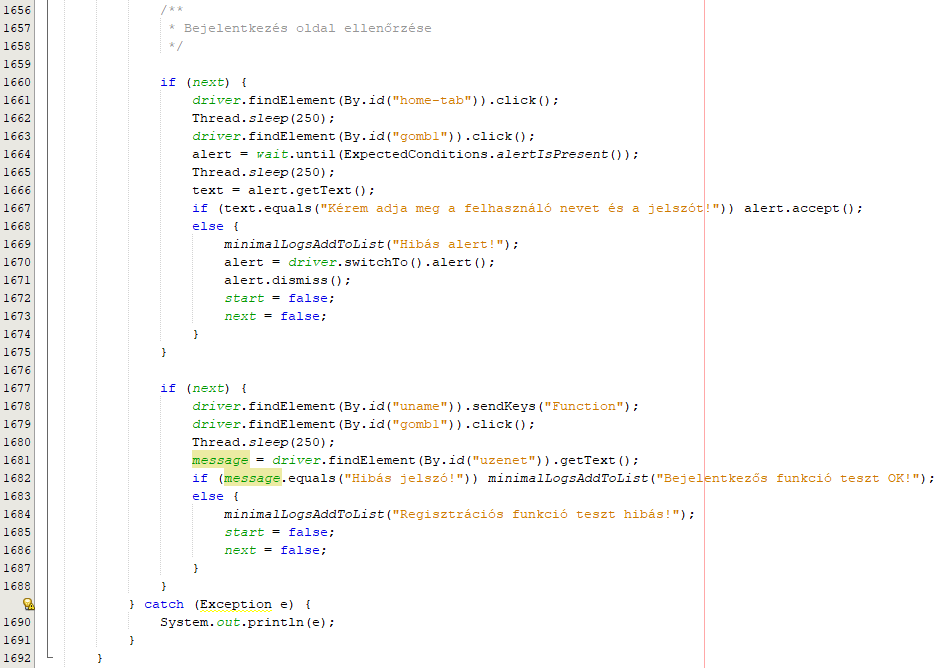 1656 /**
1657 * Bejelentkezés oldal ellenőrzése
1658 */
1659
1660 if (next) {
1661 driver.findElement(By.id("home-tab")).click();
1662 Thread.sleep(250);
1663 driver.findElement(By.id("gomb1")).click();
1664 alert = wait.until(ExpectedConditions.alertIsPresent());
1665 Thread.sleep(250);
1666 text = alert.getText();
1667 if (text.equals("Kérem adja meg a felhasználó nevet és a jelszót!")) alert.accept();
1668 else {
1669 minimalLogsAddToList("Hibás alert!");
1670 alert = driver.switchTo().alert();
1671 alert.dismiss();
1672 start = false;
1673 next = false;
1674 }
1675 }
1676
1677 if (next) {
1678 driver.findElement(By.id("uname")).sendKeys("Function");
1679 driver.findElement(By.id("gomb1")).click();
1680 Thread.sleep(250);
1681 message = driver.findElement(By.id("uzenet")).getText();
1682 if (message.equals("Hibás jelszó!")) minimalLogsAddToList("Bejelentkezős funkció teszt OK!");
1683 else {
1684 minimalLogsAddToList("Regisztrációs funkció teszt hibás!");
1685 start = false;
1686 next = false;
1687 }
1688 }
} catch (Exception e) {
1690 System.out.println(e);
1691 }
1692 }